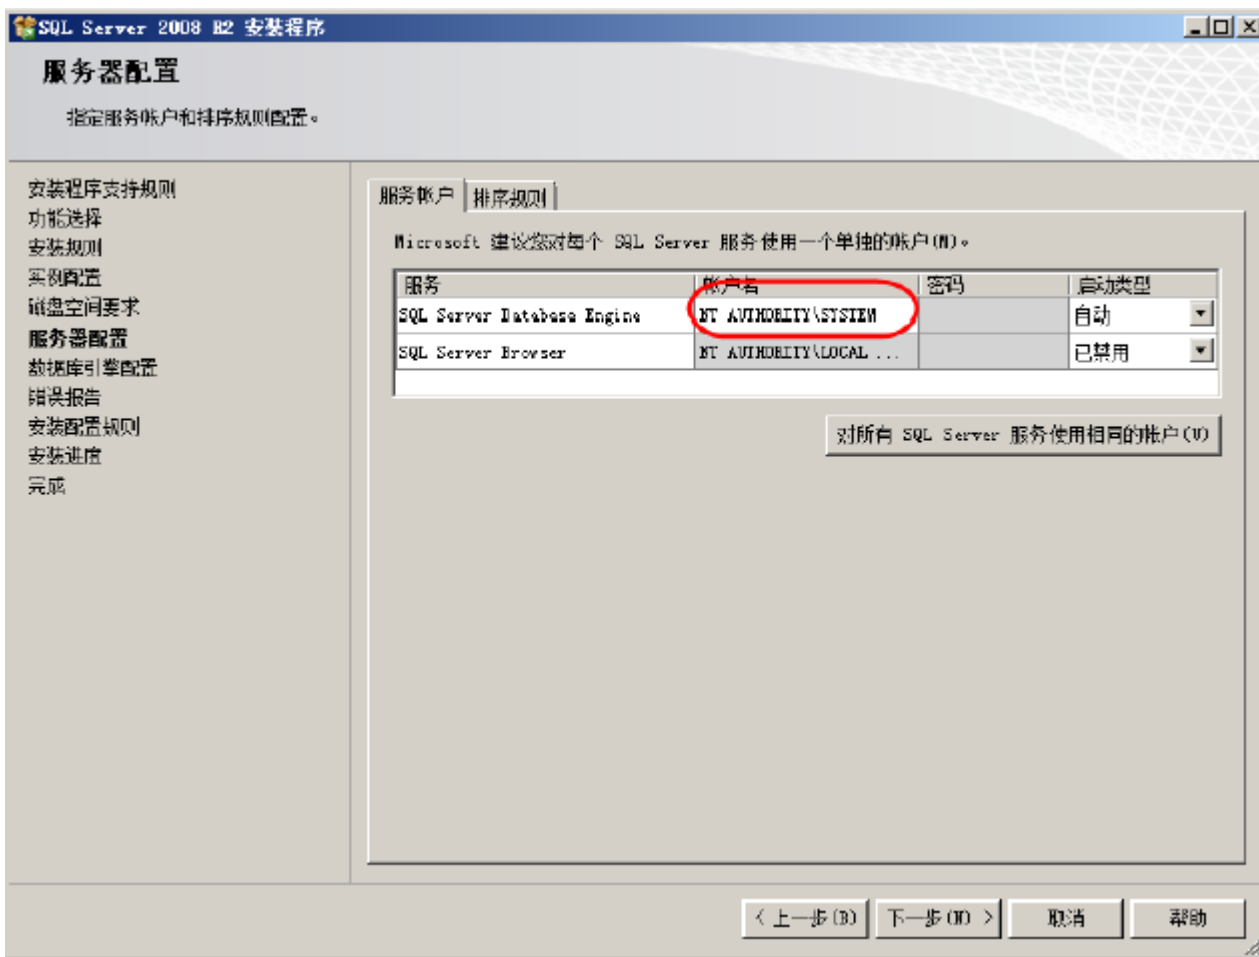 SQL Server 2008 R2 安装程序
服务器配置
指定服务帐户和排序规则配置。
安装程序支持规则
功能选择
安装规则
实例配置
磁盘空间要求
服务器配置
数据库引擎配置
错误报告
安装配置规则
安装进度
完成
服务帐户 排序规则
Microsoft 建议您对每个 SQL Server 服务使用一个单独的帐户(M)。
服务 帐户名 密码 启动类型
SQL Server Database Engine NT AUTHORITY\SYSTEM 自动
SQL Server Browser NT AUTHORITY\LOCAL ... 已禁用
对所有 SQL Server 服务使用相同的帐户(U)
< 上一步(B) 下一步(N) > 取消 帮助